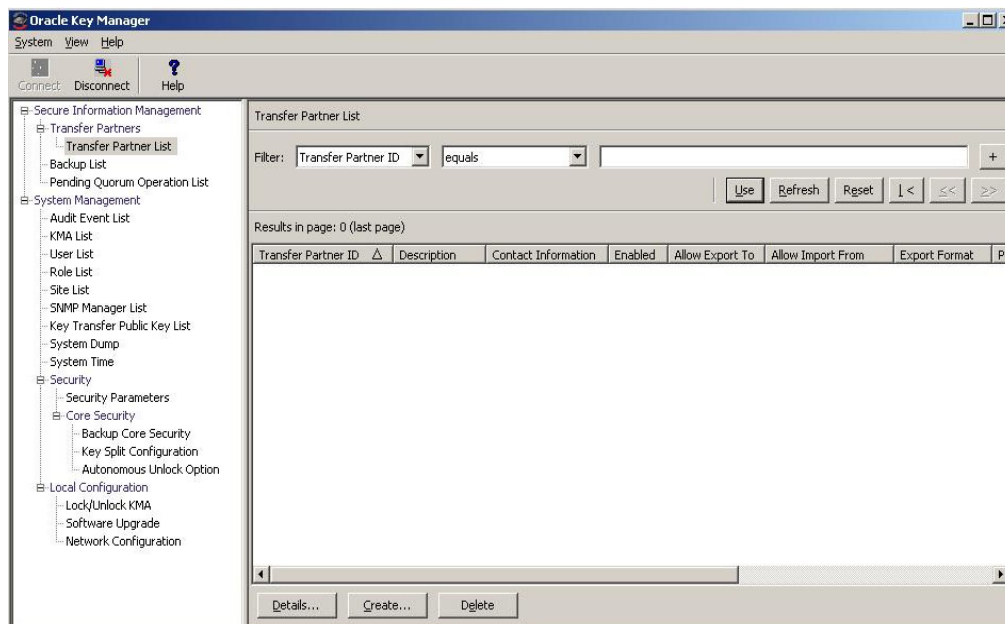 Oracle Key Manager
System View Help
Connect Disconnect Help
Secure Information Management
Transfer Partners
Transfer Partner List
Backup List
Pending Quorum Operation List
System Management
Audit Event List
KMA List
User List
Role List
Site List
SNMP Manager List
Key Transfer Public Key List
System Dump
System Time
Security
Security Parameters
Core Security
Backup Core Security
Key Split Configuration
Autonomous Unlock Option
Local Configuration
Lock/Unlock KMA
Software Upgrade
Network Configuration
Transfer Partner List
Filter: Transfer Partner ID equals +
Use Refresh Reset |< << >>
Results in page: 0 (last page)
Transfer Partner ID Description Contact Information Enabled Allow Export To Allow Import From Export Format P
Details... Create... Delete